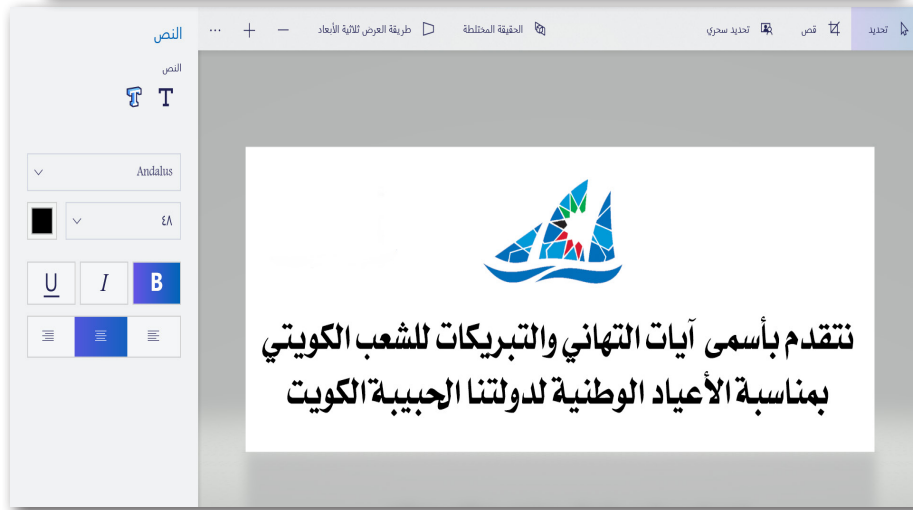 تحديد
قص
تحديد سحري
الحقيقة المختلطة
طريقة العرض ثلاثية الأبعاد
النص
النص
Andalus
٤٨
B I U
نتقدم بأسمى آيات التهاني والتبريكات للشعب الكويتي
بمناسبة الأعياد الوطنية لدولتنا الحبيبة الكويت